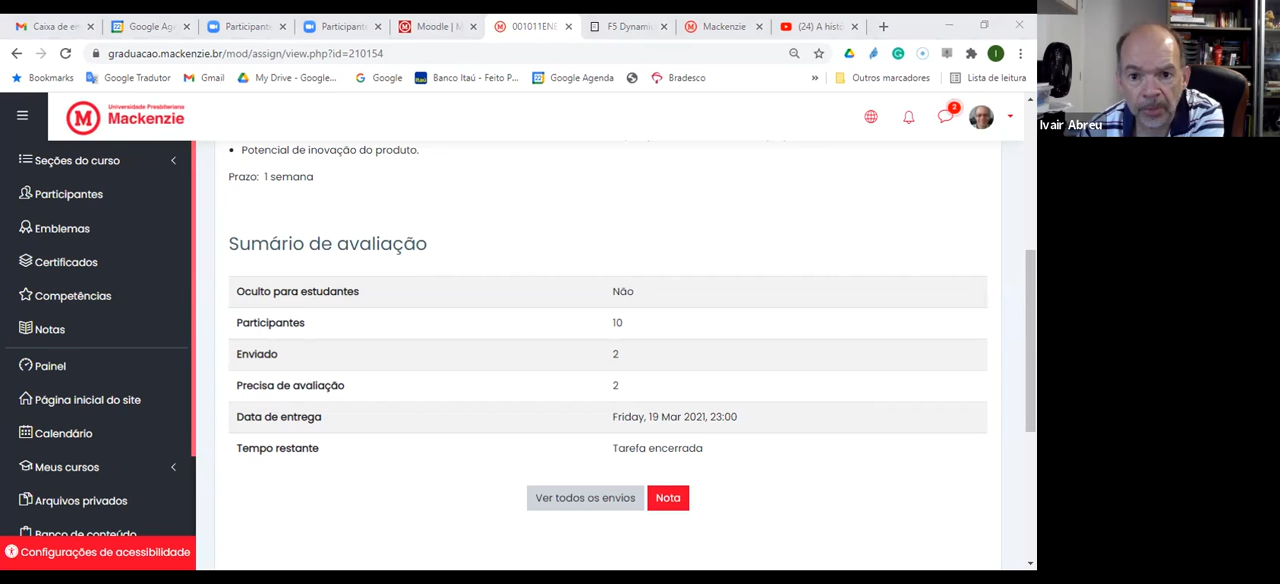 Caixa de en
Google Age
Participant
Participant
Moodle | M
001011ENE
F5 Dynami
Mackenzie
(24) A histó
graduacao.mackenzie.br/mod/assign/view.php?id=210154
I
Bookmarks
Google Tradutor
Gmail
My Drive - Google...
Google
Banco Itaú - Feito P...
Google Agenda
Bradesco
»
Outros marcadores
Lista de leitura
Ivair Abreu
Universidade Presbiteriana
Mackenzie
2
Seções do curso
Participantes
Emblemas
Certificados
Competências
Notas
Painel
Página inicial do site
Calendário
Meus cursos
Arquivos privados
Banco de conteúdo
Configurações de acessibilidade
Potencial de inovação do produto.
Prazo: 1 semana
Sumário de avaliação
Oculto para estudantes Não
Participantes 10
Enviado 2
Precisa de avaliação 2
Data de entrega Friday, 19 Mar 2021, 23:00
Tempo restante Tarefa encerrada
Ver todos os envios Nota